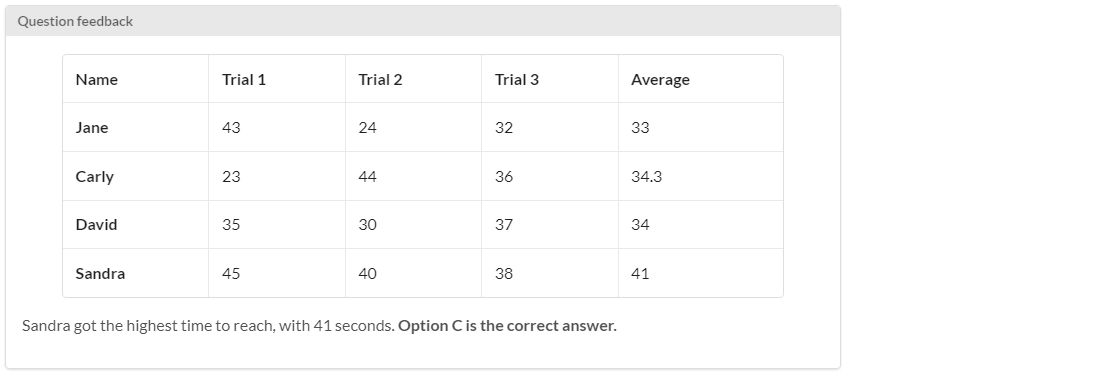 Question feedback
Name Trial 1 Trial 2 Trial 3 Average
Jane 43 24 32 33
Carly 23 44 36 34.3
David 35 30 37 34
Sandra 45 40 38 41
Sandra got the highest time to reach, with 41 seconds. Option C is the correct answer.